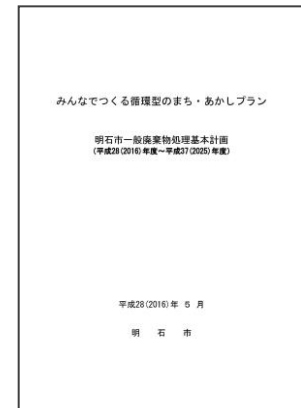 みんなでつくる循環型のまち・あかしプラン
明石市一般廃棄物処理基本計画
(平成28(2016)年度～平成37(2025)年度)
平成28(2016)年 5 月
明 石 市